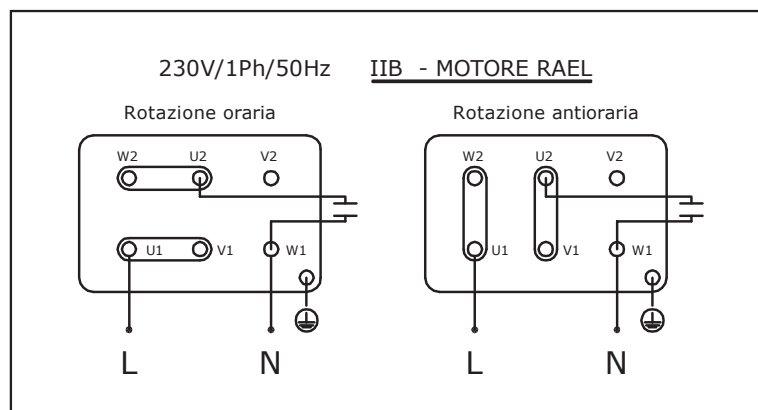 230V/1Ph/50Hz IIB - MOTORE RAEL
Rotazione oraria
W2 U2 V2
U1 V1 W1
L N
Rotazione antioraria
W2 U2 V2
U1 V1 W1
L N